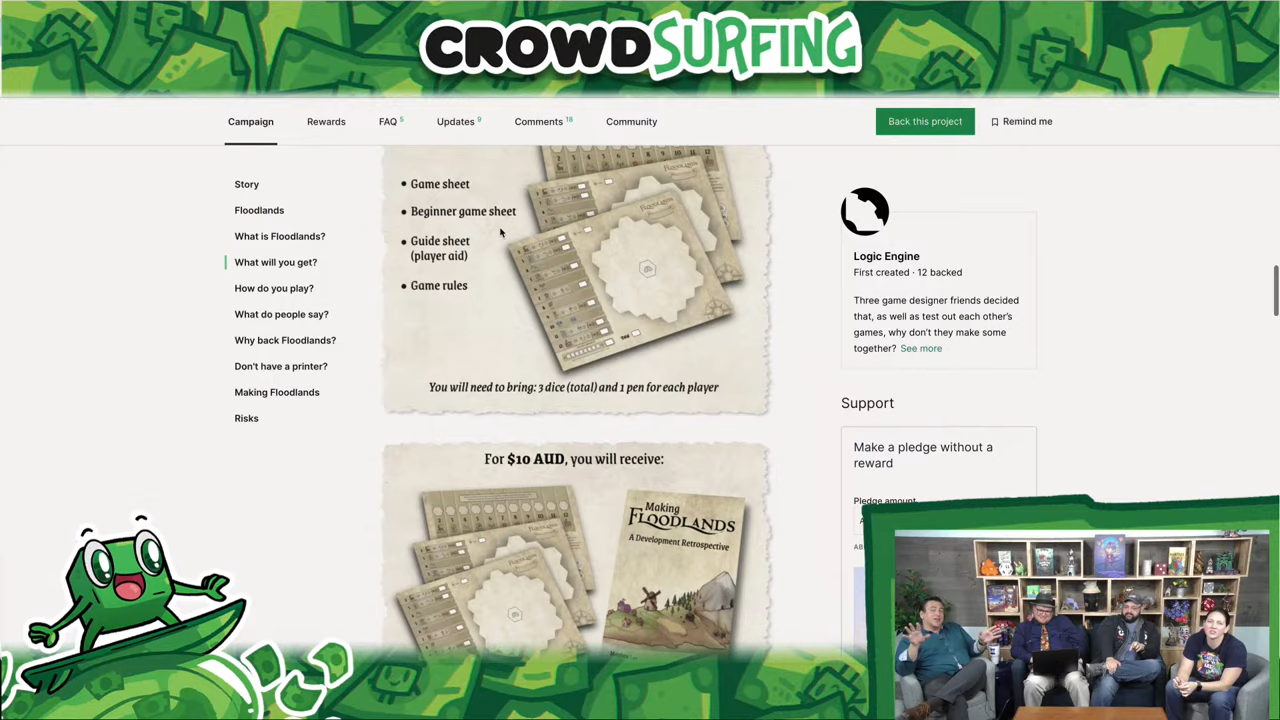 CROWDSURFING
Campaign
Rewards
FAQ 5
Updates 9
Comments 18
Community
Back this project
Remind me
Story
Floodlands
What is Floodlands?
What will you get?
How do you play?
What do people say?
Why back Floodlands?
Don't have a printer?
Making Floodlands
Risks
• Game sheet
• Beginner game sheet
• Guide sheet
(player aid)
• Game rules
FLOODLANDS
You will need to bring: 3 dice (total) and 1 pen for each player
For $10 AUD, you will receive:
Making
FLOODLANDS
A Development Retrospective
Logic Engine
First created · 12 backed
Three game designer friends decided
that, as well as test out each other's
games, why don't they make some
together? See more
Support
Make a pledge without a
reward
Pledge amount